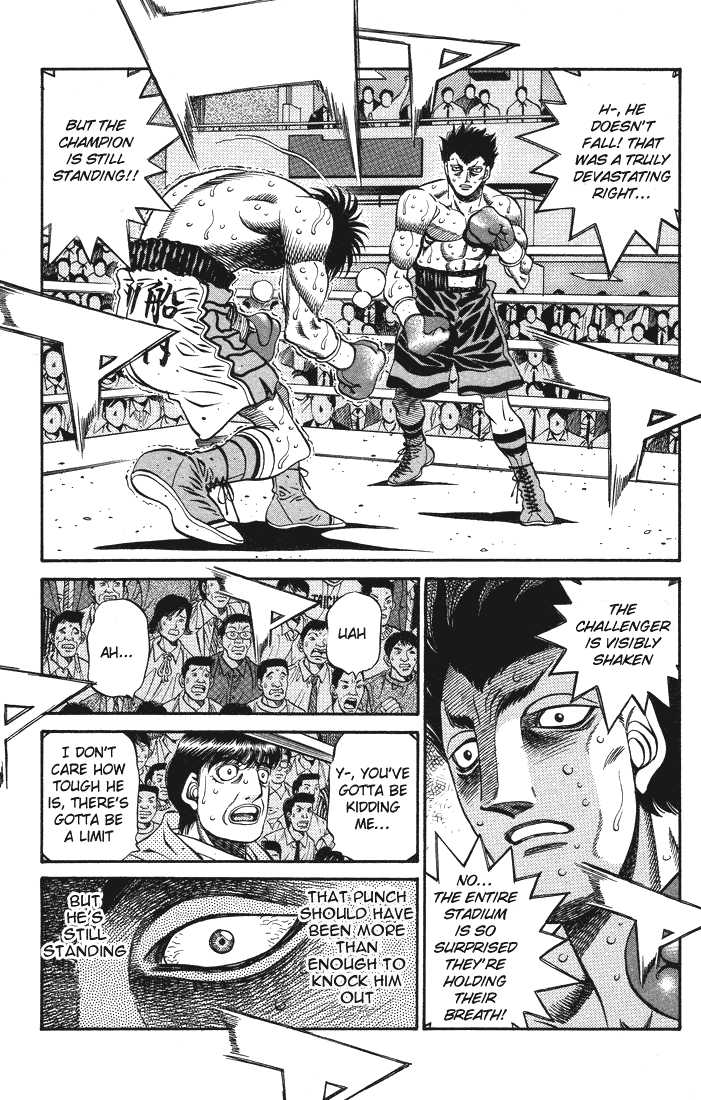 H-, HE
DOESN'T
FALL! THAT
WAS A TRULY
DEVASTATING
RIGHT...
BUT THE
CHAMPION
IS STILL
STANDING!!
THE
CHALLENGER
IS VISIBLY
SHAKEN
NO...
THE ENTIRE
STADIUM
IS SO
SURPRISED
THEY'RE
HOLDING
THEIR
BREATH!
UAH
AH...
Y-, YOU'VE
GOTTA BE
KIDDING
ME...
I DON'T
CARE HOW
TOUGH HE
IS, THERE'S
GOTTA BE
A LIMIT
THAT PUNCH
SHOULD HAVE
BEEN MORE
THAN
ENOUGH TO
KNOCK HIM
OUT
BUT
HE'S
STILL
STANDING